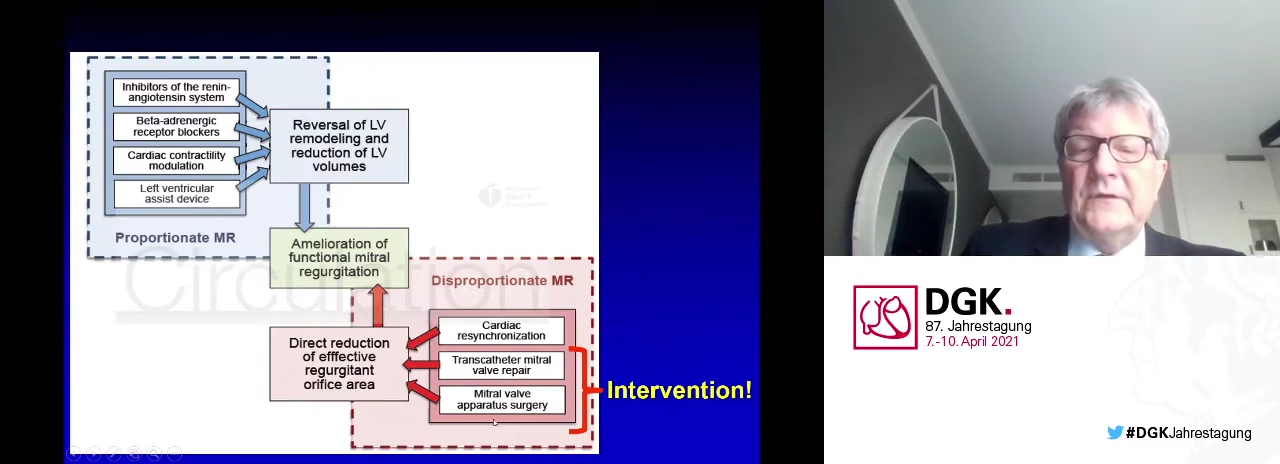 Inhibitors of the renin-
angiotensin system
Beta-adrenergic
receptor blockers
Cardiac contractility
modulation
Left ventricular
assist device
Proportionate MR
Reversal of LV
remodeling and
reduction of LV
volumes
Amelioration of
functional mitral
regurgitation
Circulation
Disproportionate MR
Direct reduction
of efffective
regurgitant
orifice area
Cardiac
resynchronization
Transcatheter mitral
valve repair
Mitral valve
apparatus surgery
Intervention!
DGK.
87. Jahrestagung
7.-10. April 2021
#DGKJahrestagung